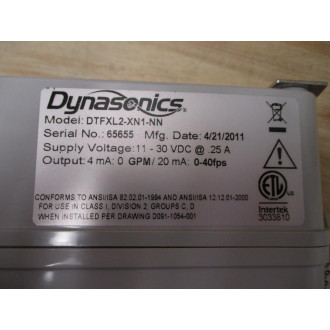 Dynasonics
Model: DTFXL2-XN1-NN
Serial No.: 65655 Mfg. Date: 4/21/2011
Supply Voltage: 11 - 30 VDC @ .25 A
Output: 4 mA: 0 GPM/ 20 mA: 0-40fps
CONFORMS TO ANSI/ISA 82.02.01-1994 AND ANSI/ISA 12.12.01-2000
FOR USE IN CLASS I, DIVISION 2, GROUPS C, D
WHEN INSTALLED PER DRAWING D091-1054-001
ETL
Intertek
3033810